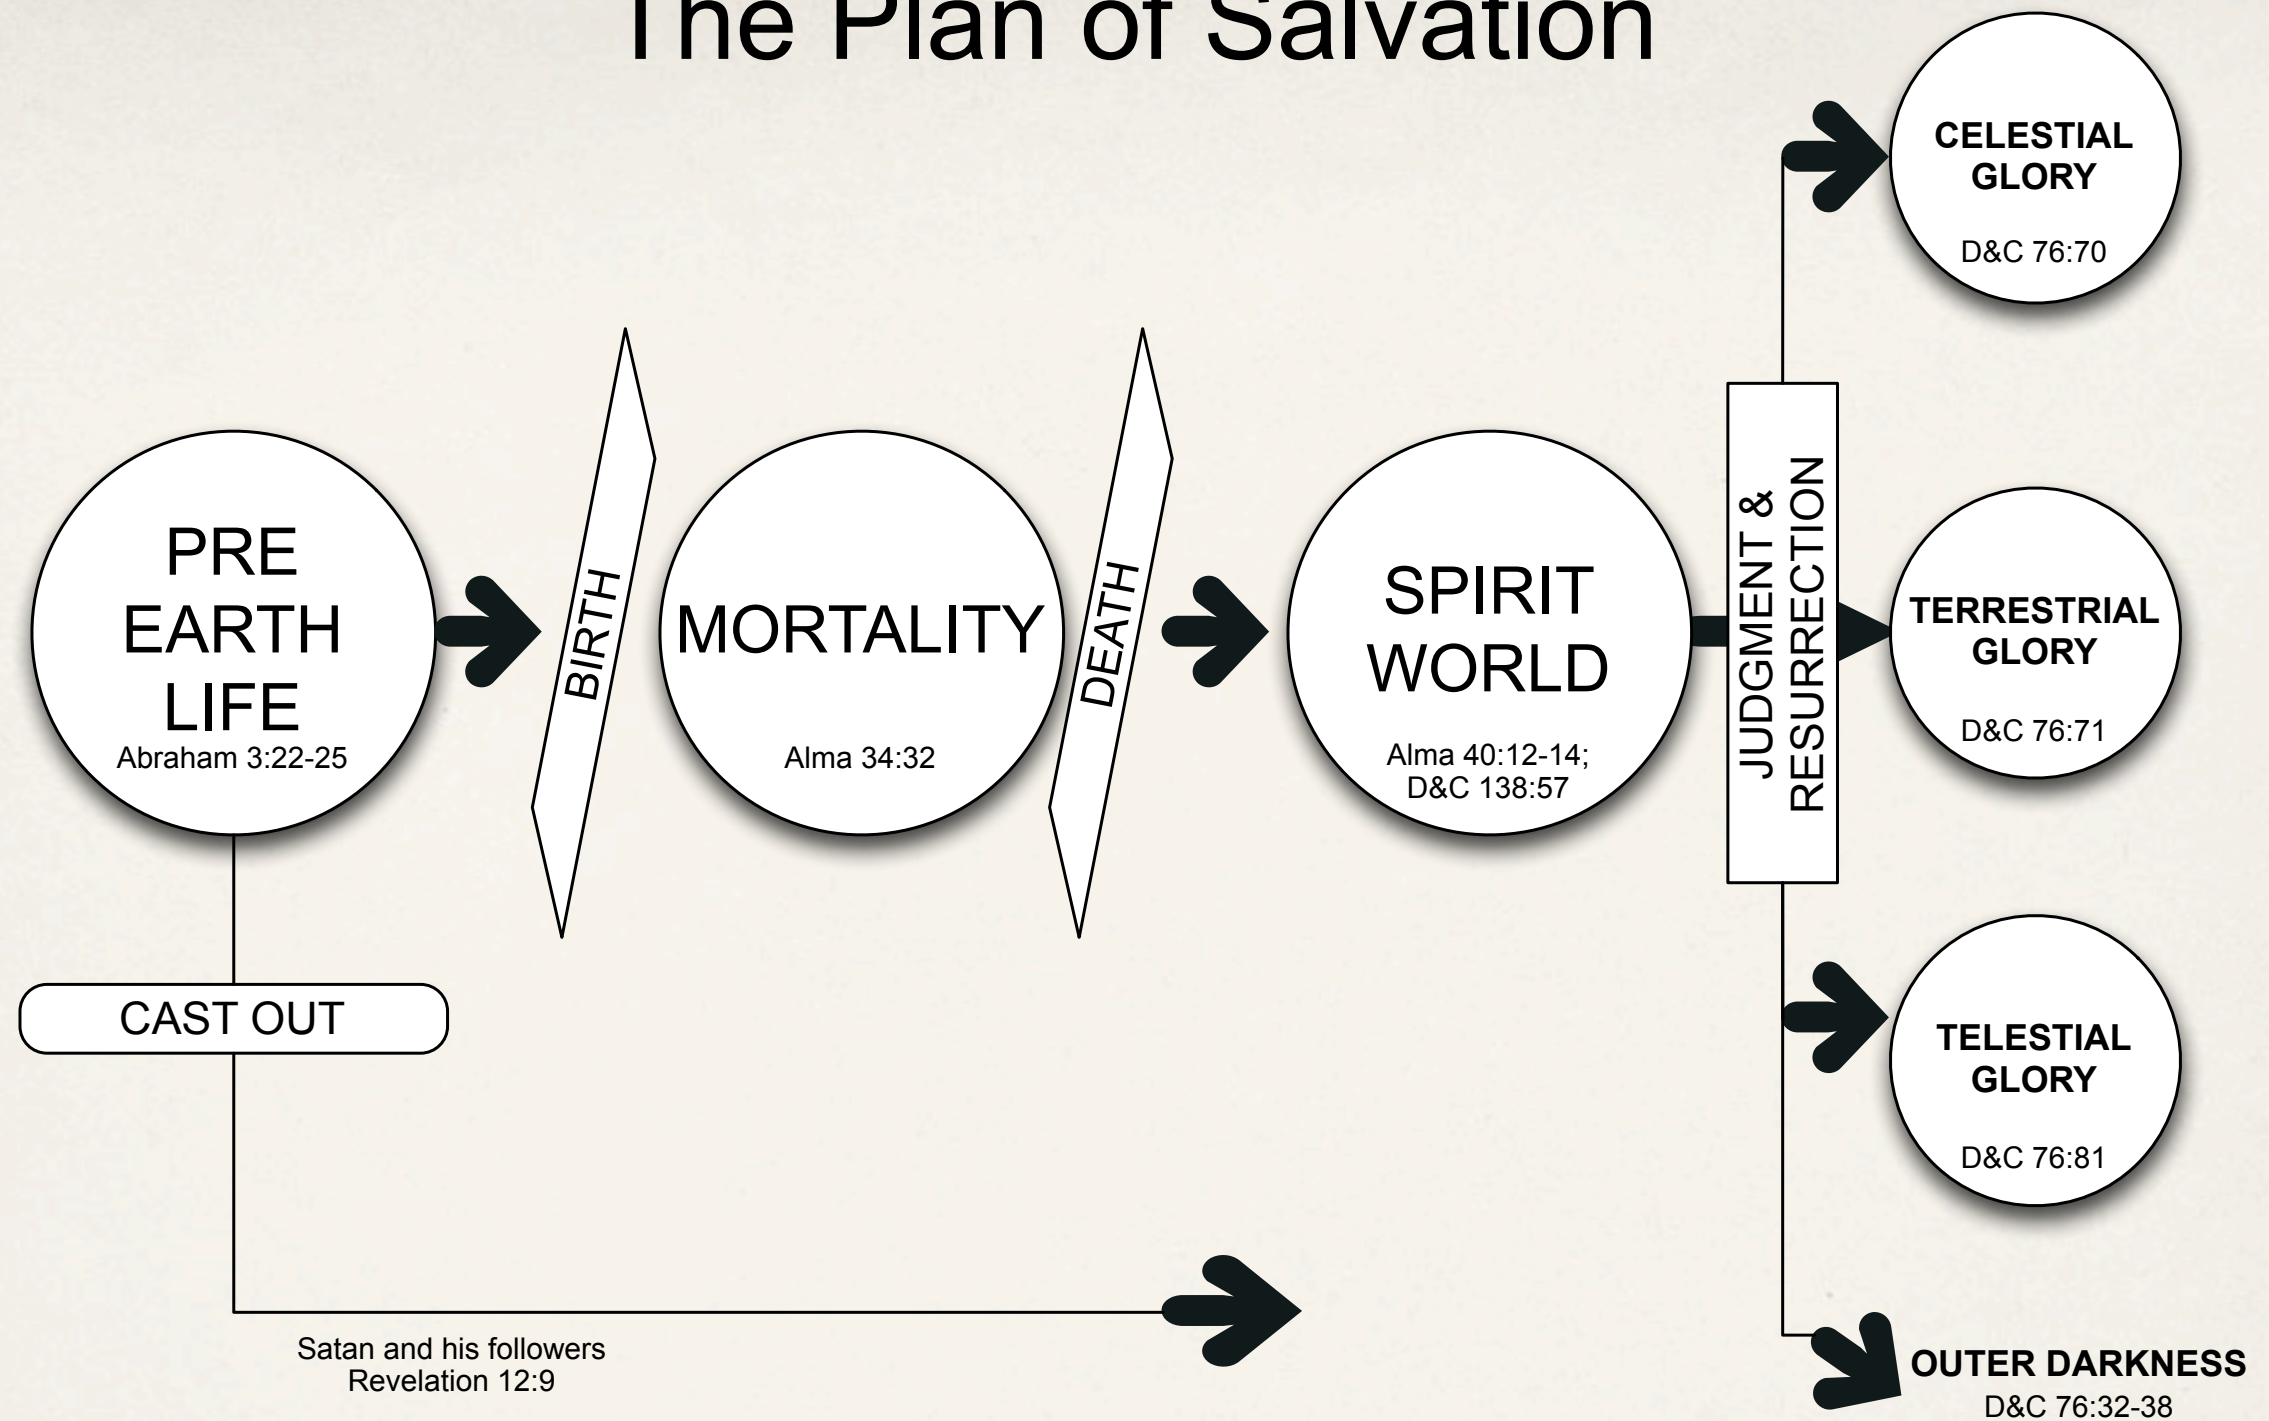 The Plan of Salvation
CELESTIAL
GLORY
D&C 76:70
PRE
EARTH
LIFE
Abraham 3:22-25
BIRTH
MORTALITY
Alma 34:32
DEATH
SPIRIT
WORLD
Alma 40:12-14;
D&C 138:57
JUDGMENT &
RESURRECTION
TERRESTRIAL
GLORY
D&C 76:71
CAST OUT
TELESTIAL
GLORY
D&C 76:81
Satan and his followers
Revelation 12:9
OUTER DARKNESS
D&C 76:32-38